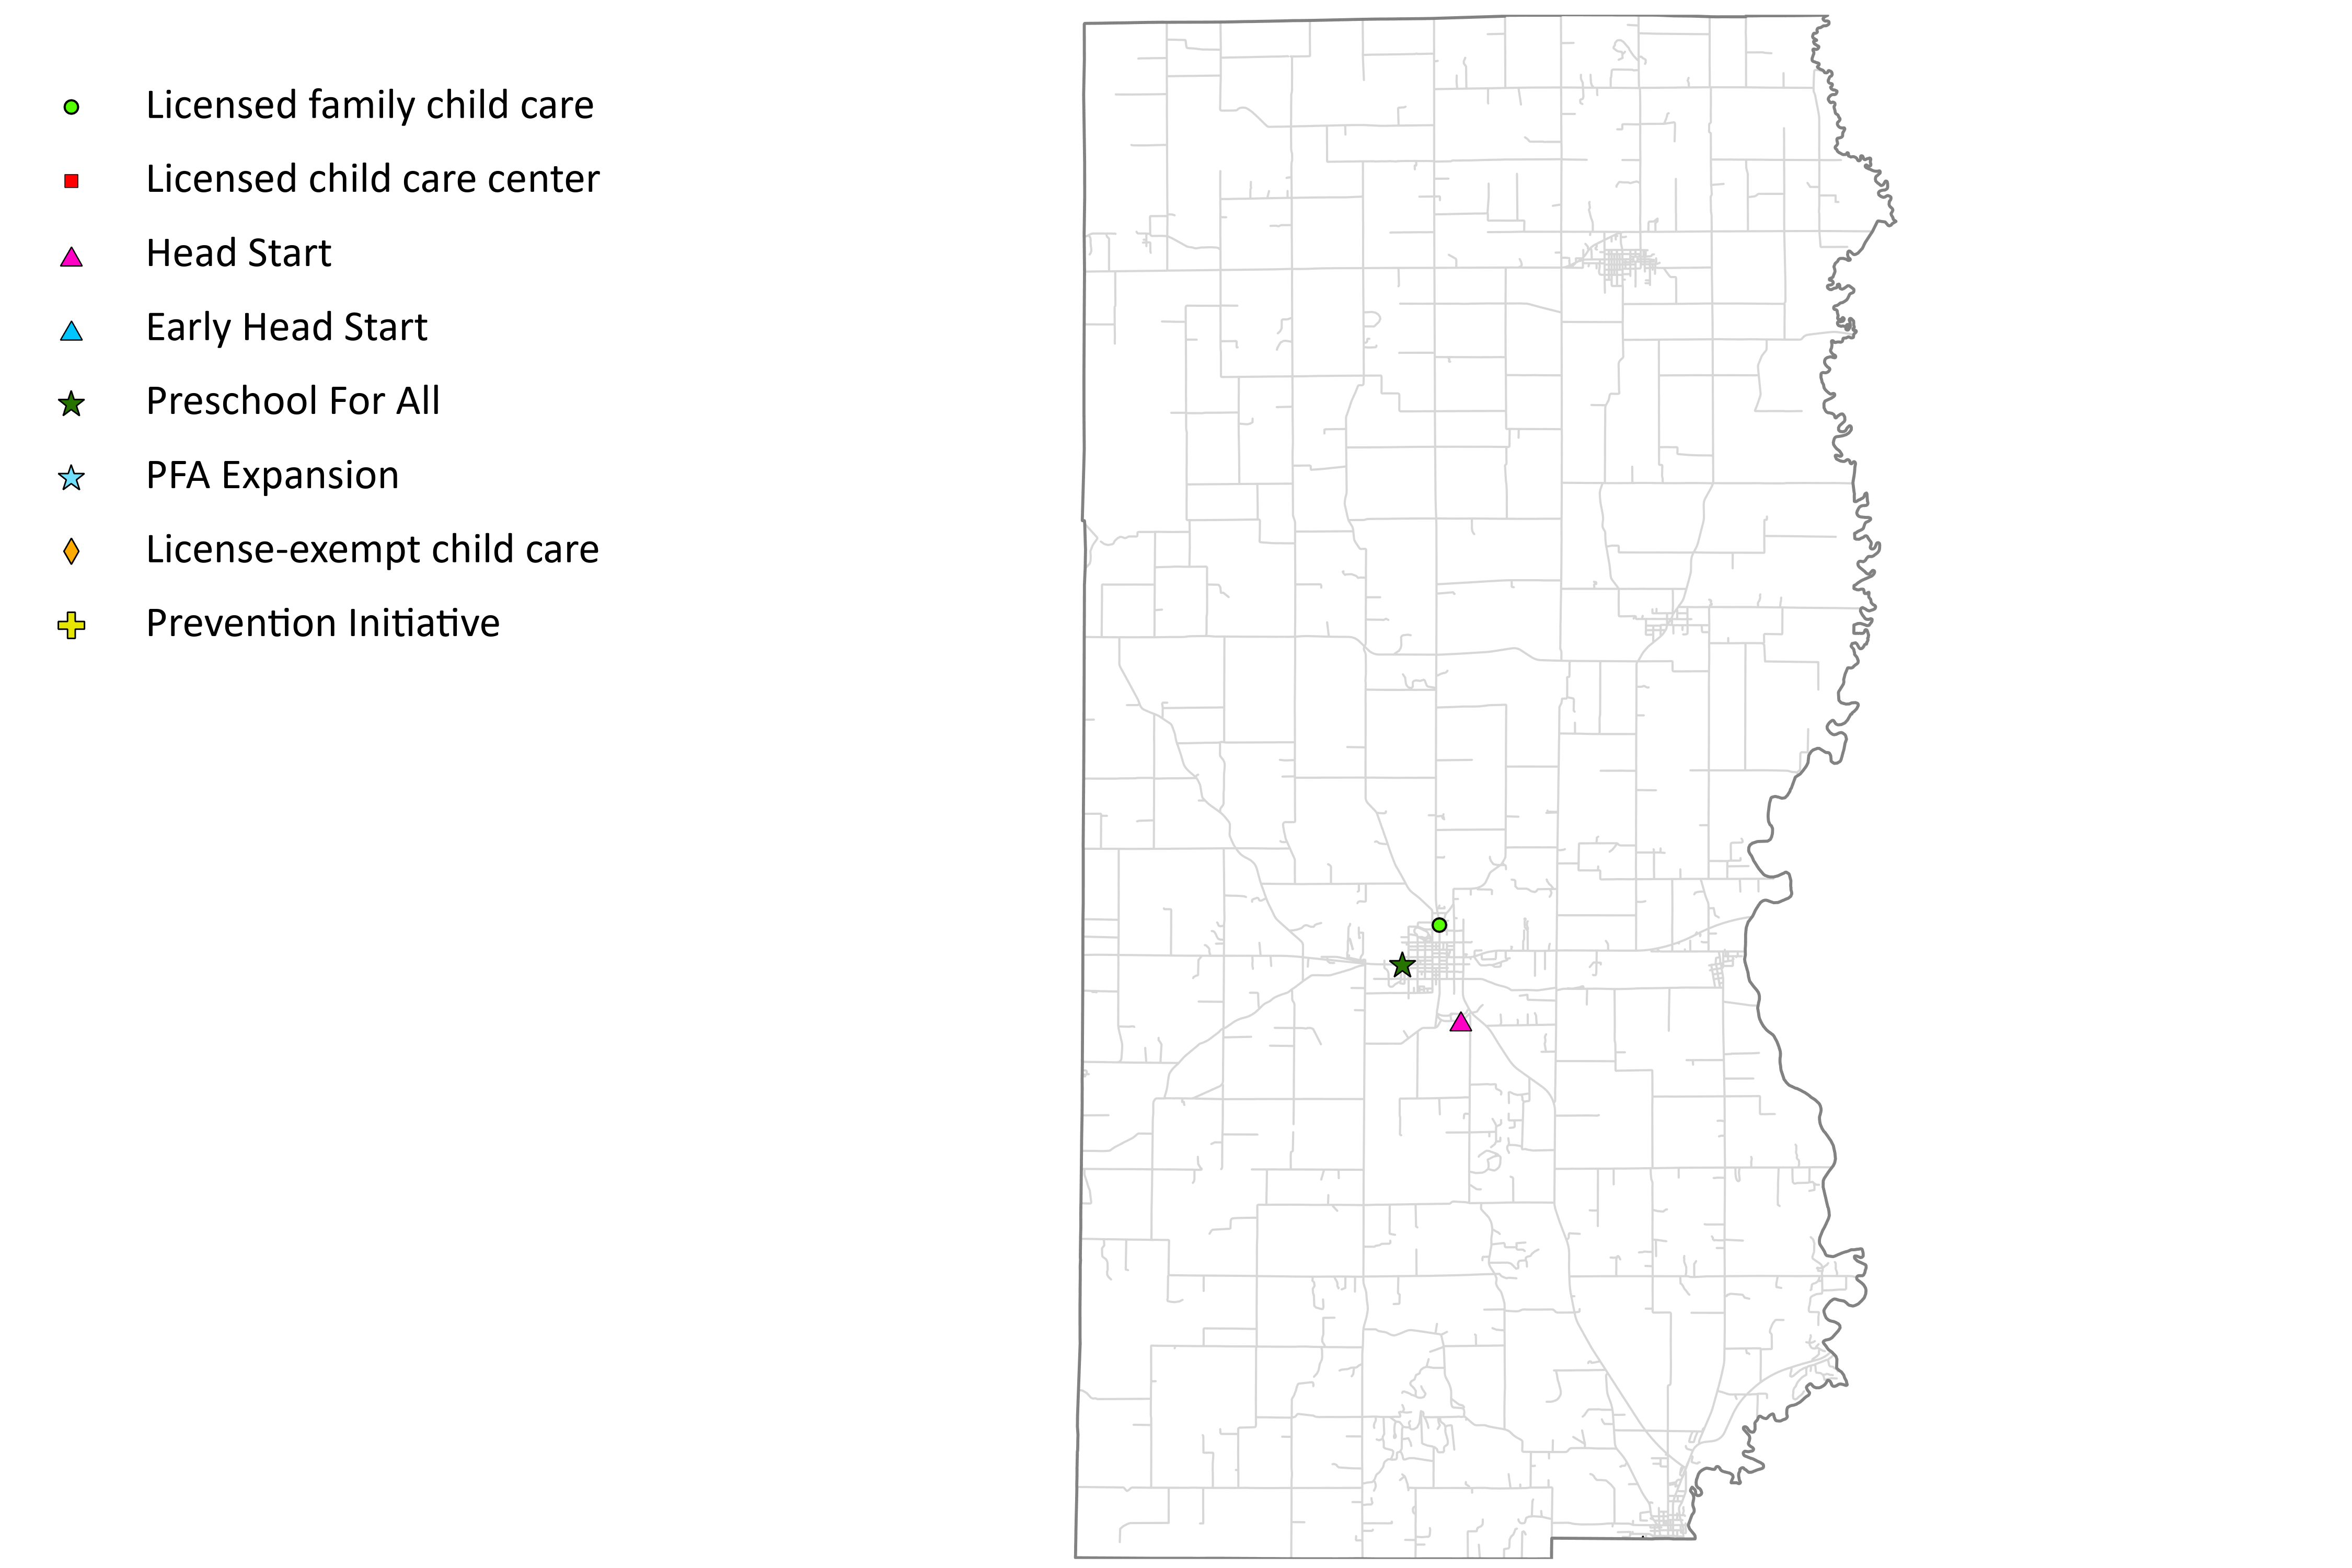 Licensed family child care
Licensed child care center
Head Start
Early Head Start
Preschool For All
PFA Expansion
License-exempt child care
Prevention Initiative